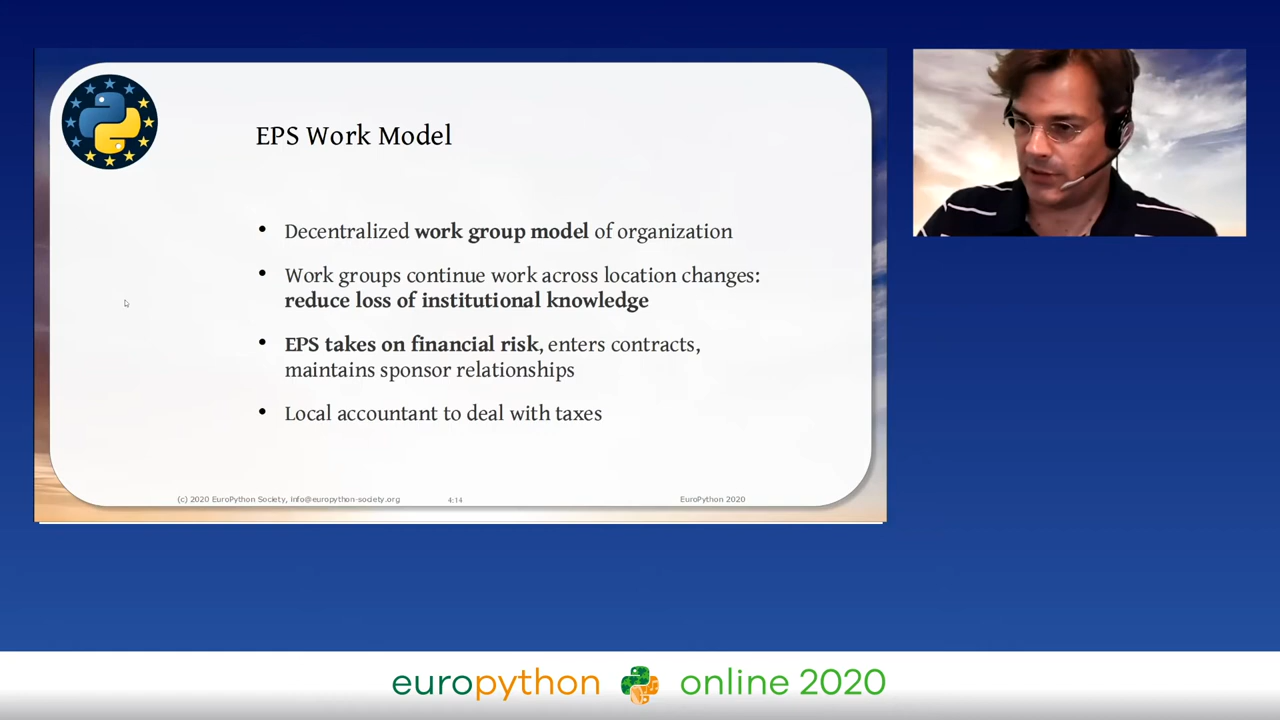 EPS Work Model
• Decentralized work group model of organization
• Work groups continue work across location changes:
reduce loss of institutional knowledge
• EPS takes on financial risk, enters contracts,
maintains sponsor relationships
• Local accountant to deal with taxes
(c) 2020 EuroPython Society, info@europython-society.org 4:14 EuroPython 2020
europython online 2020